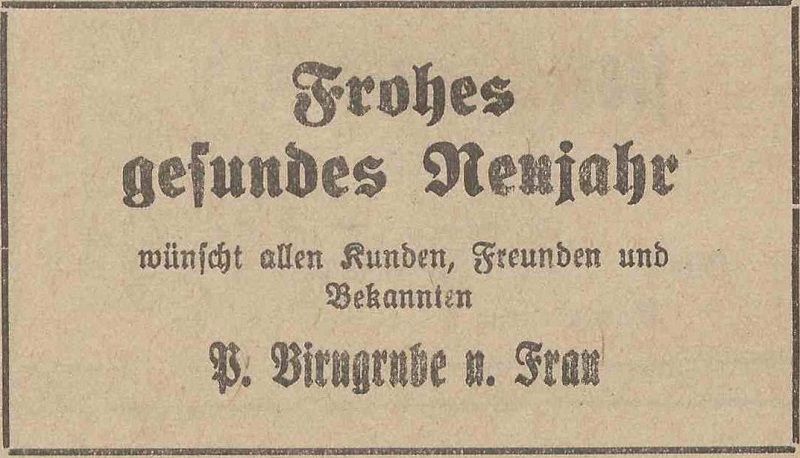 Frohes
gesundes Neujahr
wünscht allen Kunden, Freunden und
Bekannten
P. Birngrube u. Frau